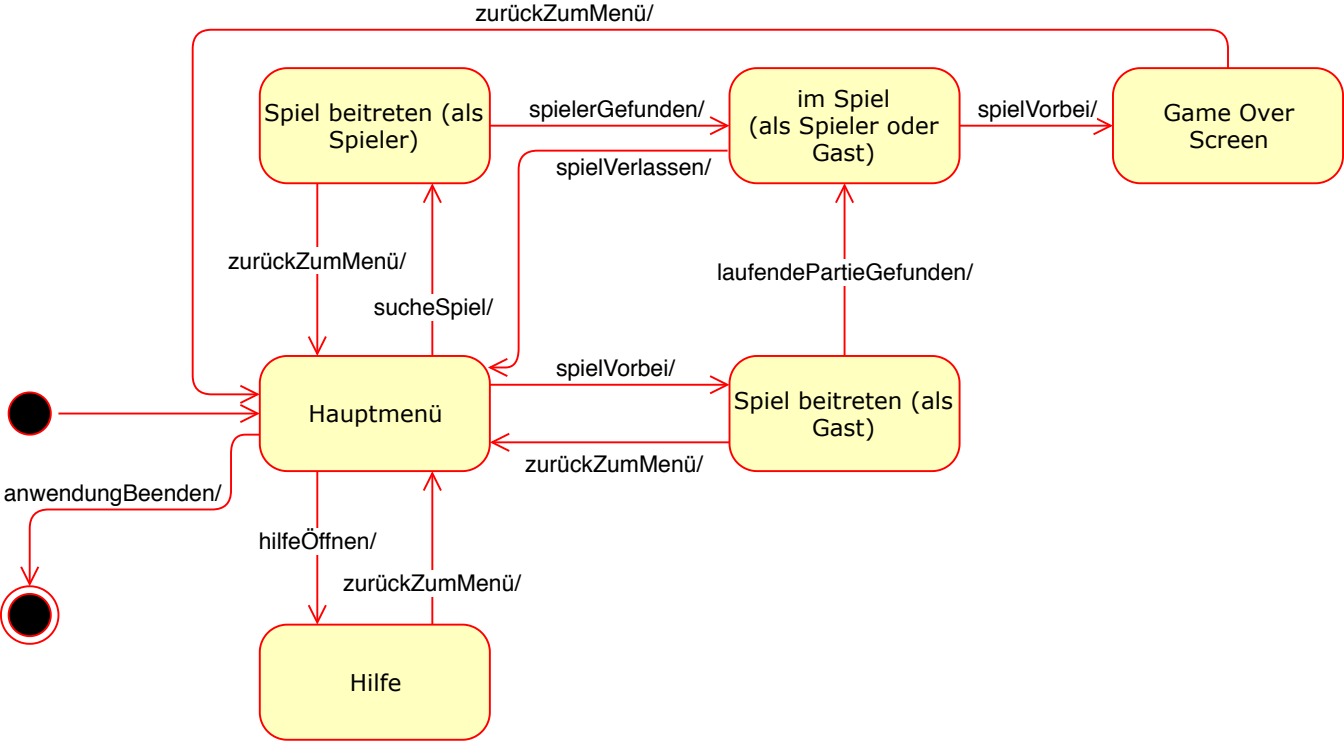 zurückZumMenü/
Spiel beitreten (als
Spieler)
spielerGefunden/
im Spiel
(als Spieler oder
Gast)
spielVorbei/
Game Over
Screen
spielVerlassen/
zurückZumMenü/
sucheSpiel/
laufendePartieGefunden/
Hauptmenü
spielVorbei/
Spiel beitreten (als
Gast)
zurückZumMenü/
anwendungBeenden/
hilfeÖffnen/
zurückZumMenü/
Hilfe